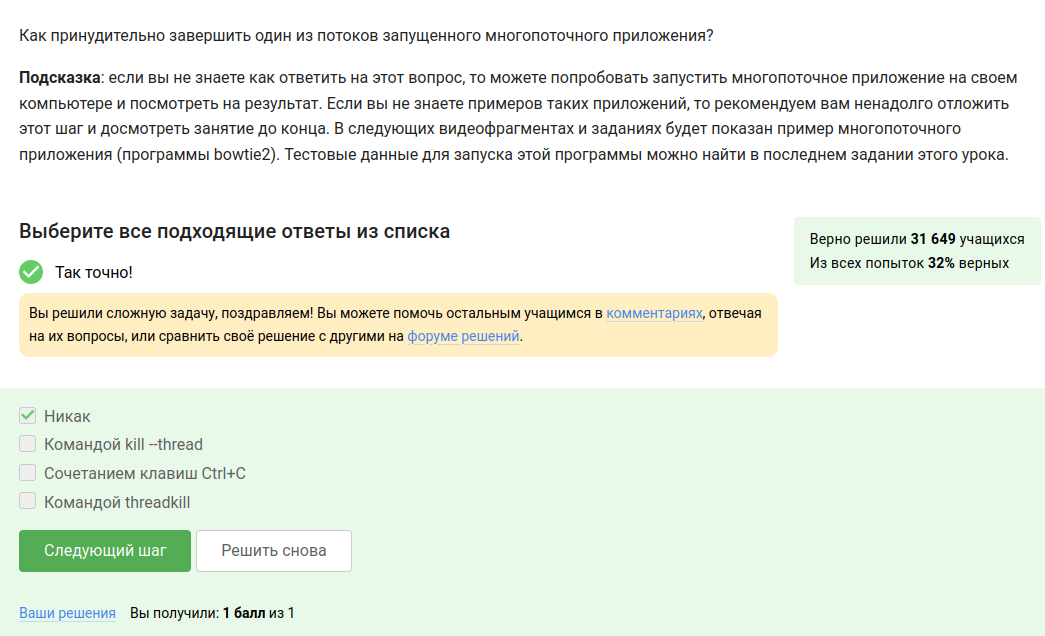 Как принудительно завершить один из потоков запущенного многопоточного приложения?
Подсказка: если вы не знаете как ответить на этот вопрос, то можете попробовать запустить многопоточное приложение на своем
компьютере и посмотреть на результат. Если вы не знаете примеров таких приложений, то рекомендуем вам ненадолго отложить
этот шаг и досмотреть занятие до конца. В следующих видеофрагментах и заданиях будет показан пример многопоточного
приложения (программы bowtie2). Тестовые данные для запуска этой программы можно найти в последнем задании этого урока.
Выберите все подходящие ответы из списка
Верно решили 31 649 учащихся
Из всех попыток 32% верных
Так точно!
Вы решили сложную задачу, поздравляем! Вы можете помочь остальным учащимся в комментариях, отвечая
на их вопросы, или сравнить своё решение с другими на форуме решений.
Никак
Командой kill --thread
Сочетанием клавиш Ctrl+C
Командой threadkill
Следующий шаг
Решить снова
Ваши решения Вы получили: 1 балл из 1